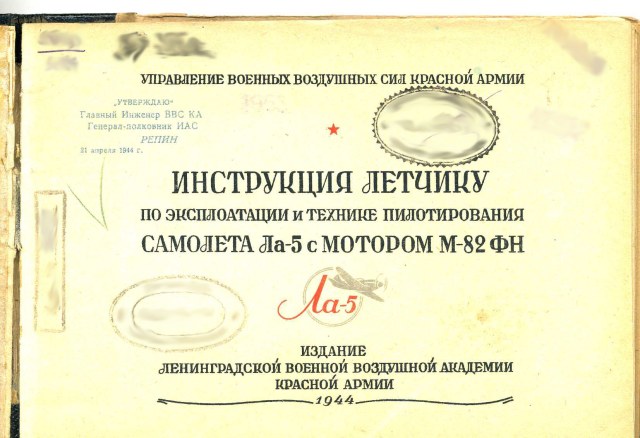 УПРАВЛЕНИЕ ВОЕННЫХ ВОЗДУШНЫХ СИЛ КРАСНОЙ АРМИИ
„УТВЕРЖДАЮ"
Главный Инженер ВВС КА
Генерал-полковник ИАС
РЕПИН
21 апреля 1944 г.
ИНСТРУКЦИЯ ЛЕТЧИКУ
ПО ЭКСПЛОАТАЦИИ и ТЕХНИКЕ ПИЛОТИРОВАНИЯ
САМОЛЕТА Ла-5 с МОТОРОМ М-82 ФН
Ла-5
ИЗДАНИЕ
ЛЕНИНГРАДСКОЙ ВОЕННОЙ ВОЗДУШНОЙ АКАДЕМИИ
КРАСНОЙ АРМИИ
1944